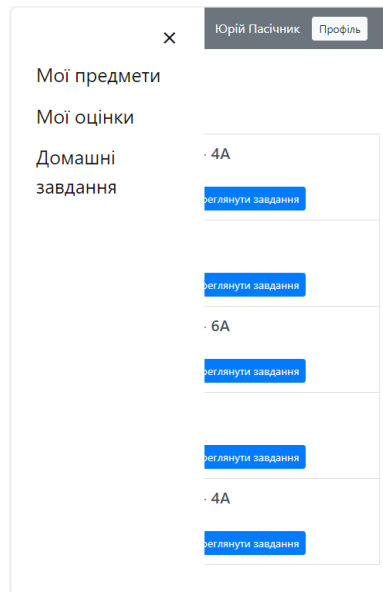 ×
Юрій Пасічник Профіль
Мої предмети
Мої оцінки
Домашні
завдання
- 4А
реглянути завдання
реглянути завдання
- 6А
реглянути завдання
реглянути завдання
- 4А
реглянути завдання